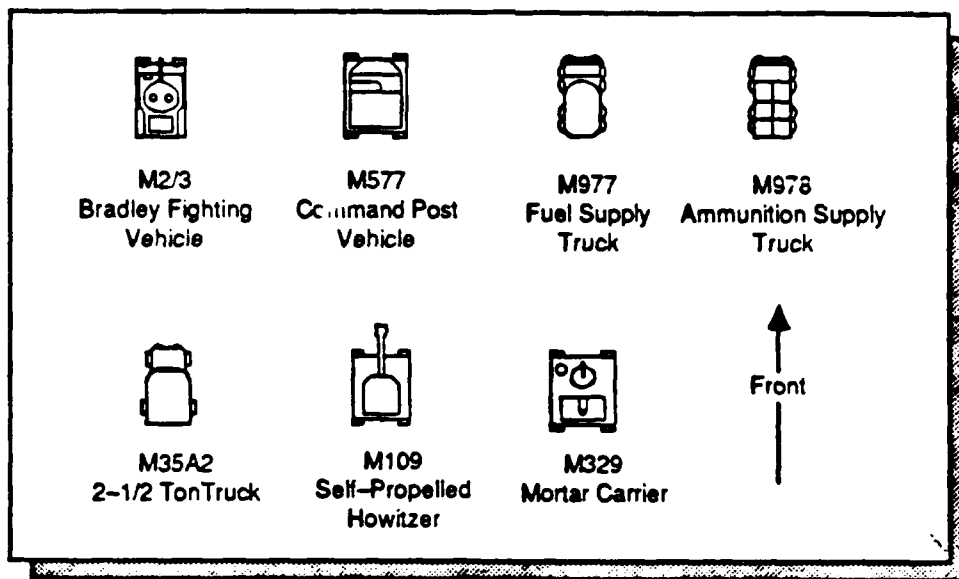 M2/3
Bradley Fighting
Vehicle
M577
Command Post
Vehicle
M977
Fuel Supply
Truck
M978
Ammunition Supply
Truck
Front
M35A2
2-1/2 TonTruck
M109
Self-Propelled
Howitzer
M329
Mortar Carrier